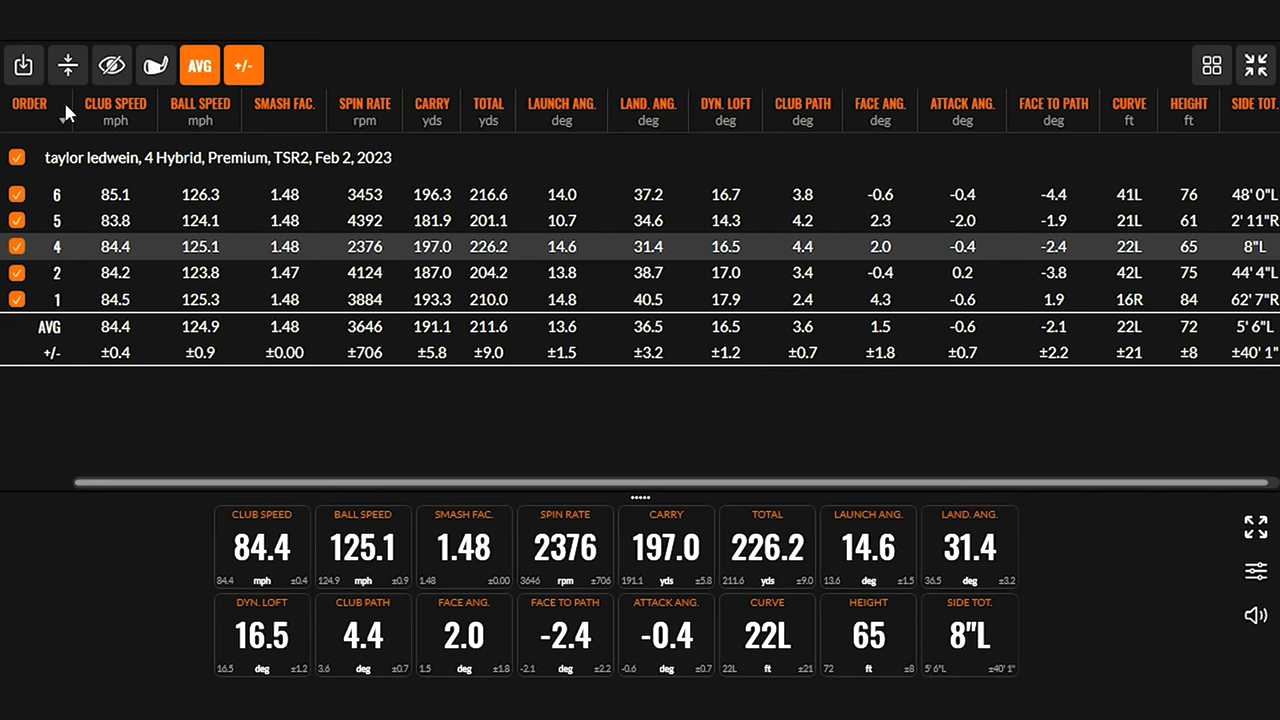 AVG +/-
ORDER CLUB SPEED BALL SPEED SMASH FAC. SPIN RATE CARRY TOTAL LAUNCH ANG. LAND. ANG. DYN. LOFT CLUB PATH FACE ANG. ATTACK ANG. FACE TO PATH CURVE HEIGHT SIDE TOT.
mph mph rpm yds yds deg deg deg deg deg deg deg ft ft
taylor ledwein, 4 Hybrid, Premium, TSR2, Feb 2, 2023
6 85.1 126.3 1.48 3453 196.3 216.6 14.0 37.2 16.7 3.8 -0.6 -0.4 -4.4 41L 76 48' 0"L
5 83.8 124.1 1.48 4392 181.9 201.1 10.7 34.6 14.3 4.2 2.3 -2.0 -1.9 21L 61 2' 11"R
4 84.4 125.1 1.48 2376 197.0 226.2 14.6 31.4 16.5 4.4 2.0 -0.4 -2.4 22L 65 8"L
2 84.2 123.8 1.47 4124 187.0 204.2 13.8 38.7 17.0 3.4 -0.4 0.2 -3.8 42L 75 44' 4"L
1 84.5 125.3 1.48 3884 193.3 210.0 14.8 40.5 17.9 2.4 4.3 -0.6 1.9 16R 84 62' 7"R
AVG 84.4 124.9 1.48 3646 191.1 211.6 13.6 36.5 16.5 3.6 1.5 -0.6 -2.1 22L 72 5' 6"L
+/- ±0.4 ±0.9 ±0.00 ±706 ±5.8 ±9.0 ±1.5 ±3.2 ±1.2 ±0.7 ±1.8 ±0.7 ±2.2 ±21 ±8 ±40' 1"
CLUB SPEED BALL SPEED SMASH FAC. SPIN RATE CARRY TOTAL LAUNCH ANG. LAND. ANG.
84.4 125.1 1.48 2376 197.0 226.2 14.6 31.4
84.4 mph ±0.4 124.9 mph ±0.9 1.48 ±0.00 3646 rpm ±706 191.1 yds ±5.8 211.6 yds ±9.0 13.6 deg ±1.5 36.5 deg ±3.2
DYN. LOFT CLUB PATH FACE ANG. FACE TO PATH ATTACK ANG. CURVE HEIGHT SIDE TOT.
16.5 4.4 2.0 -2.4 -0.4 22L 65 8"L
16.5 deg ±1.2 3.6 deg ±0.7 1.5 deg ±1.8 -2.1 deg ±2.2 -0.6 deg ±0.7 22L ft ±21 72 ft ±8 5' 6"L ±40' 1"